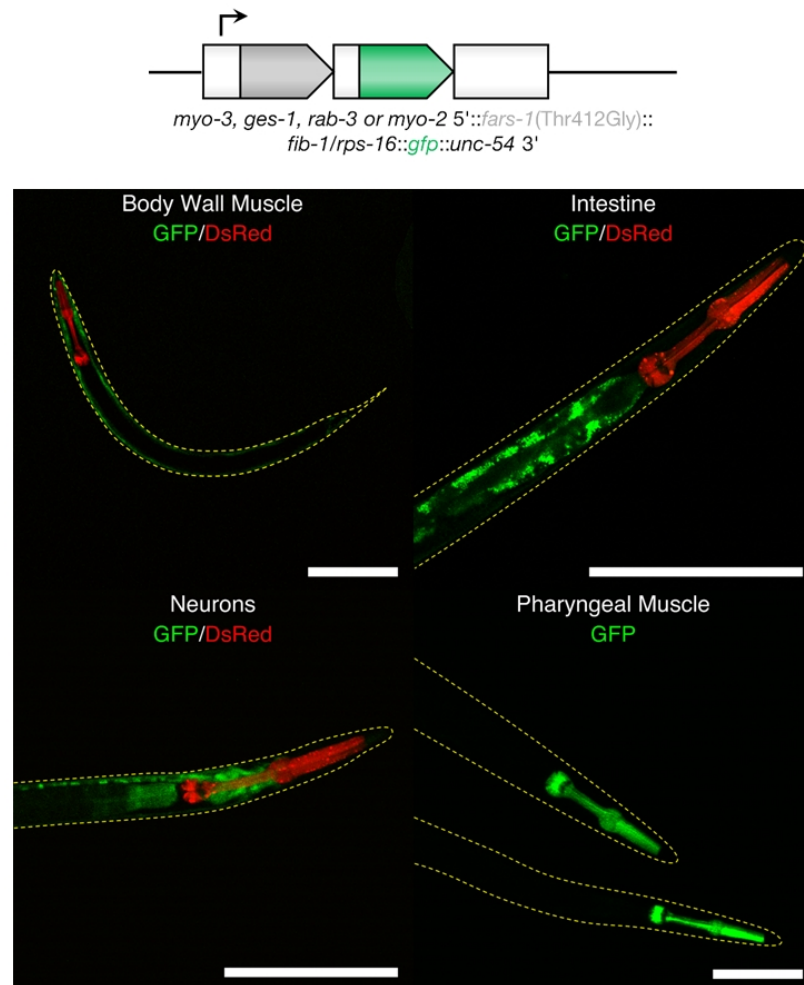 myo-3, ges-1, rab-3 or myo-2 5'::fars-1(Thr412Gly)::
fib-1/rps-16::gfp::unc-54 3'
Body Wall Muscle
GFP/DsRed
Intestine
GFP/DsRed
Neurons
GFP/DsRed
Pharyngeal Muscle
GFP